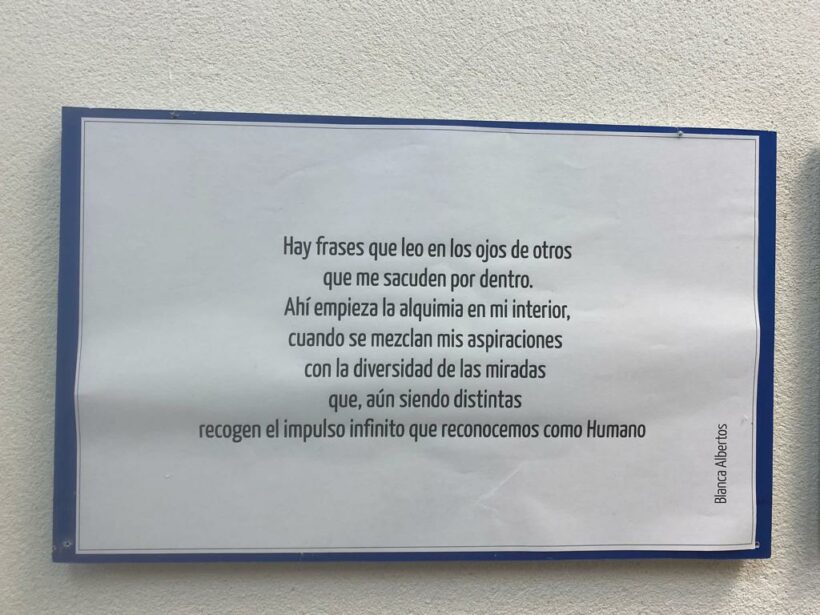 Hay frases que leo en los ojos de otros
que me sacuden por dentro.
Ahí empieza la alquimia en mi interior,
cuando se mezclan mis aspiraciones
con la diversidad de las miradas
que, aún siendo distintas
recogen el impulso infinito que reconocemos como Humano
Blanca Albertos